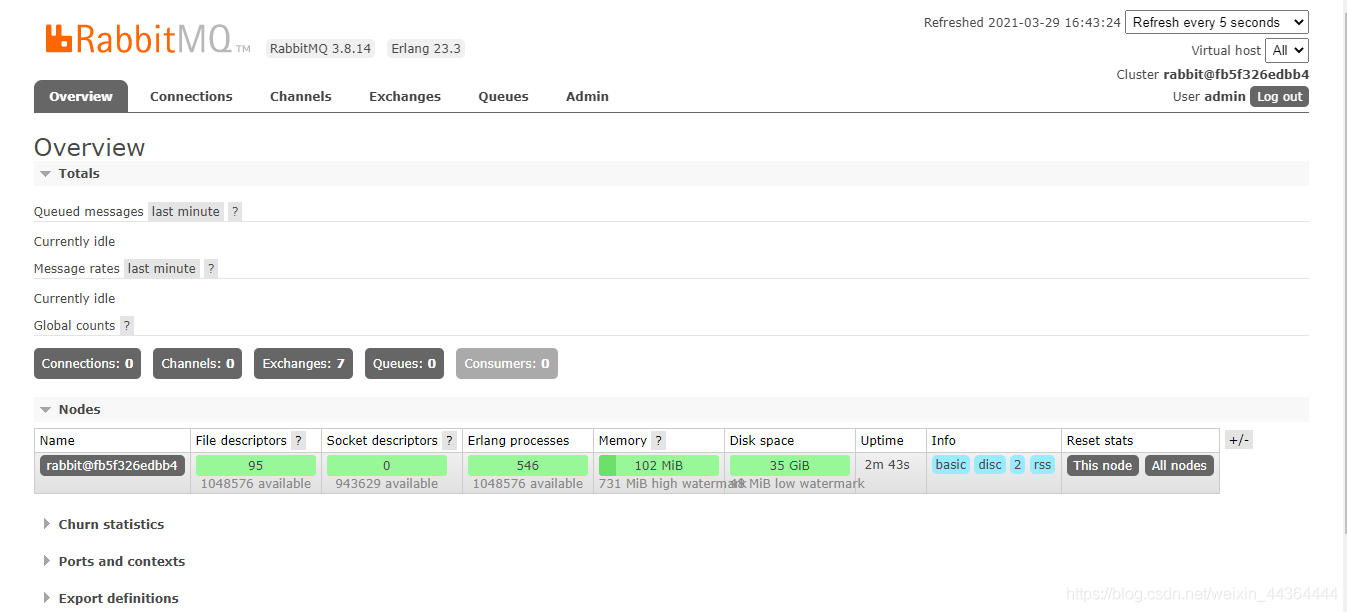 RabbitMQ TM RabbitMQ 3.8.14 Erlang 23.3
Refreshed 2021-03-29 16:43:24 Refresh every 5 seconds
Virtual host All
Cluster rabbit@fb5f326edbb4
User admin Log out
Overview Connections Channels Exchanges Queues Admin
Overview
Totals
Queued messages last minute ?
Currently idle
Message rates last minute ?
Currently idle
Global counts ?
Connections: 0 Channels: 0 Exchanges: 7 Queues: 0 Consumers: 0
Nodes
Name File descriptors ? Socket descriptors ? Erlang processes Memory ? Disk space Uptime Info Reset stats +/-
rabbit@fb5f326edbb4 95 0 546 102 MiB 35 GiB 2m 43s basic disc 2 rss This node All nodes
1048576 available 943629 available 1048576 available 731 MiB high watermark 48 MiB low watermark
Churn statistics
Ports and contexts
Export definitions
https://blog.csdn.net/weixin_44364444